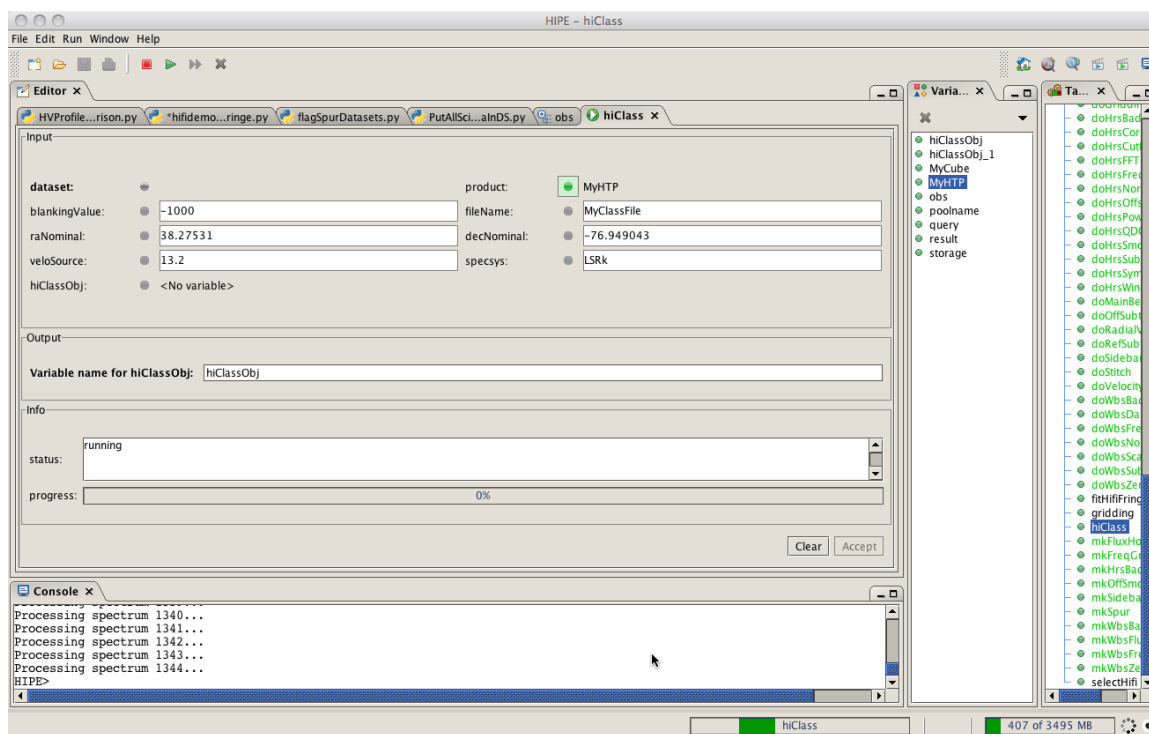 HIPE – hiClass
File Edit Run Window Help
Editor ×
Varia... ×
Ta... ×
HVProfile...rison.py
*hifidemo...ringe.py
flagSpurDatasets.py
PutAllSci...aInDS.py
obs
hiClass ×
Input
dataset:
product: MyHTP
blankingValue: -1000
fileName: MyClassFile
raNominal: 38.27531
decNominal: -76.949043
veloSource: 13.2
specsys: LSRk
hiClassObj: <No variable>
Output
Variable name for hiClassObj: hiClassObj
Info
status: running
progress: 0%
Clear Accept
Console ×
Processing spectrum 1340...
Processing spectrum 1341...
Processing spectrum 1342...
Processing spectrum 1343...
Processing spectrum 1344...
HIPE>
hiClassObj
hiClassObj_1
MyCube
MyHTP
obs
poolname
query
result
storage
doHrsBad
doHrsCor
doHrsCut
doHrsFFT
doHrsFre
doHrsNor
doHrsOffs
doHrsPow
doHrsQDC
doHrsSmo
doHrsSub
doHrsSym
doHrsWin
doMainBe
doOffSubt
doRadialV
doRefSub
doSideba
doStitch
doVelocity
doWbsBad
doWbsDa
doWbsFre
doWbsNo
doWbsSca
doWbsSub
doWbsZer
fitHifiFring
gridding
hiClass
mkFluxHo
mkFreqGr
mkHrsBad
mkOffSmo
mkSideba
mkSpur
mkWbsBa
mkWbsFlu
mkWbsFre
mkWbsZe
selectHifi
hiClass
407 of 3495 MB